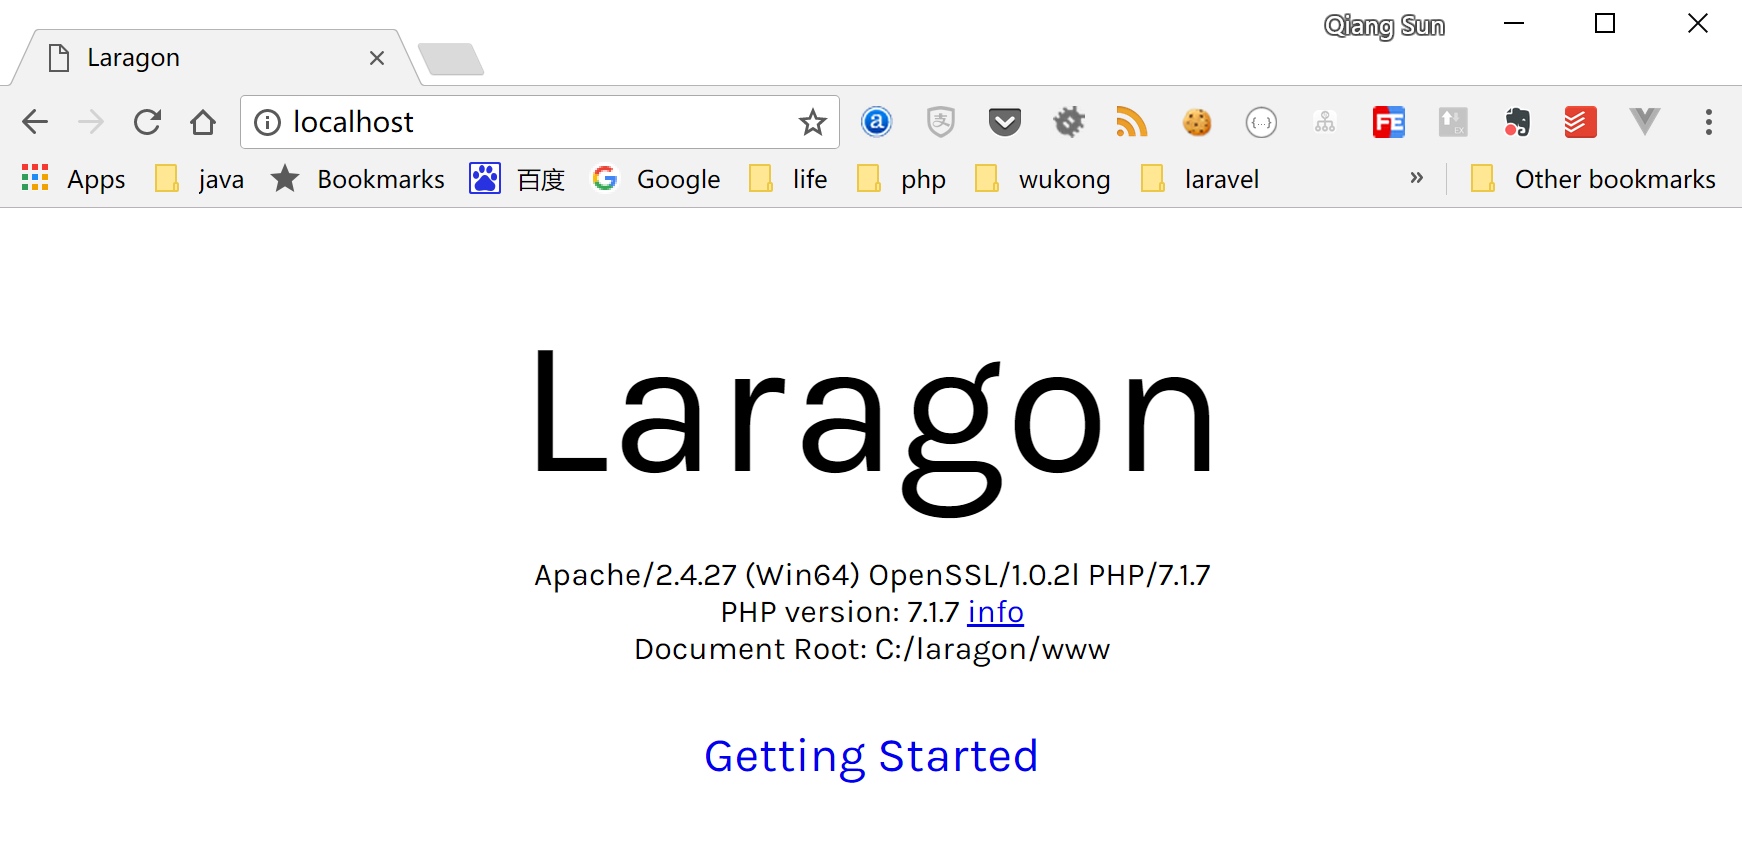 Qiang Sun
Laragon
localhost
Apps java Bookmarks 百度 Google life php wukong laravel » Other bookmarks
Laragon
Apache/2.4.27 (Win64) OpenSSL/1.0.2l PHP/7.1.7
PHP version: 7.1.7 info
Document Root: C:/laragon/www
Getting Started